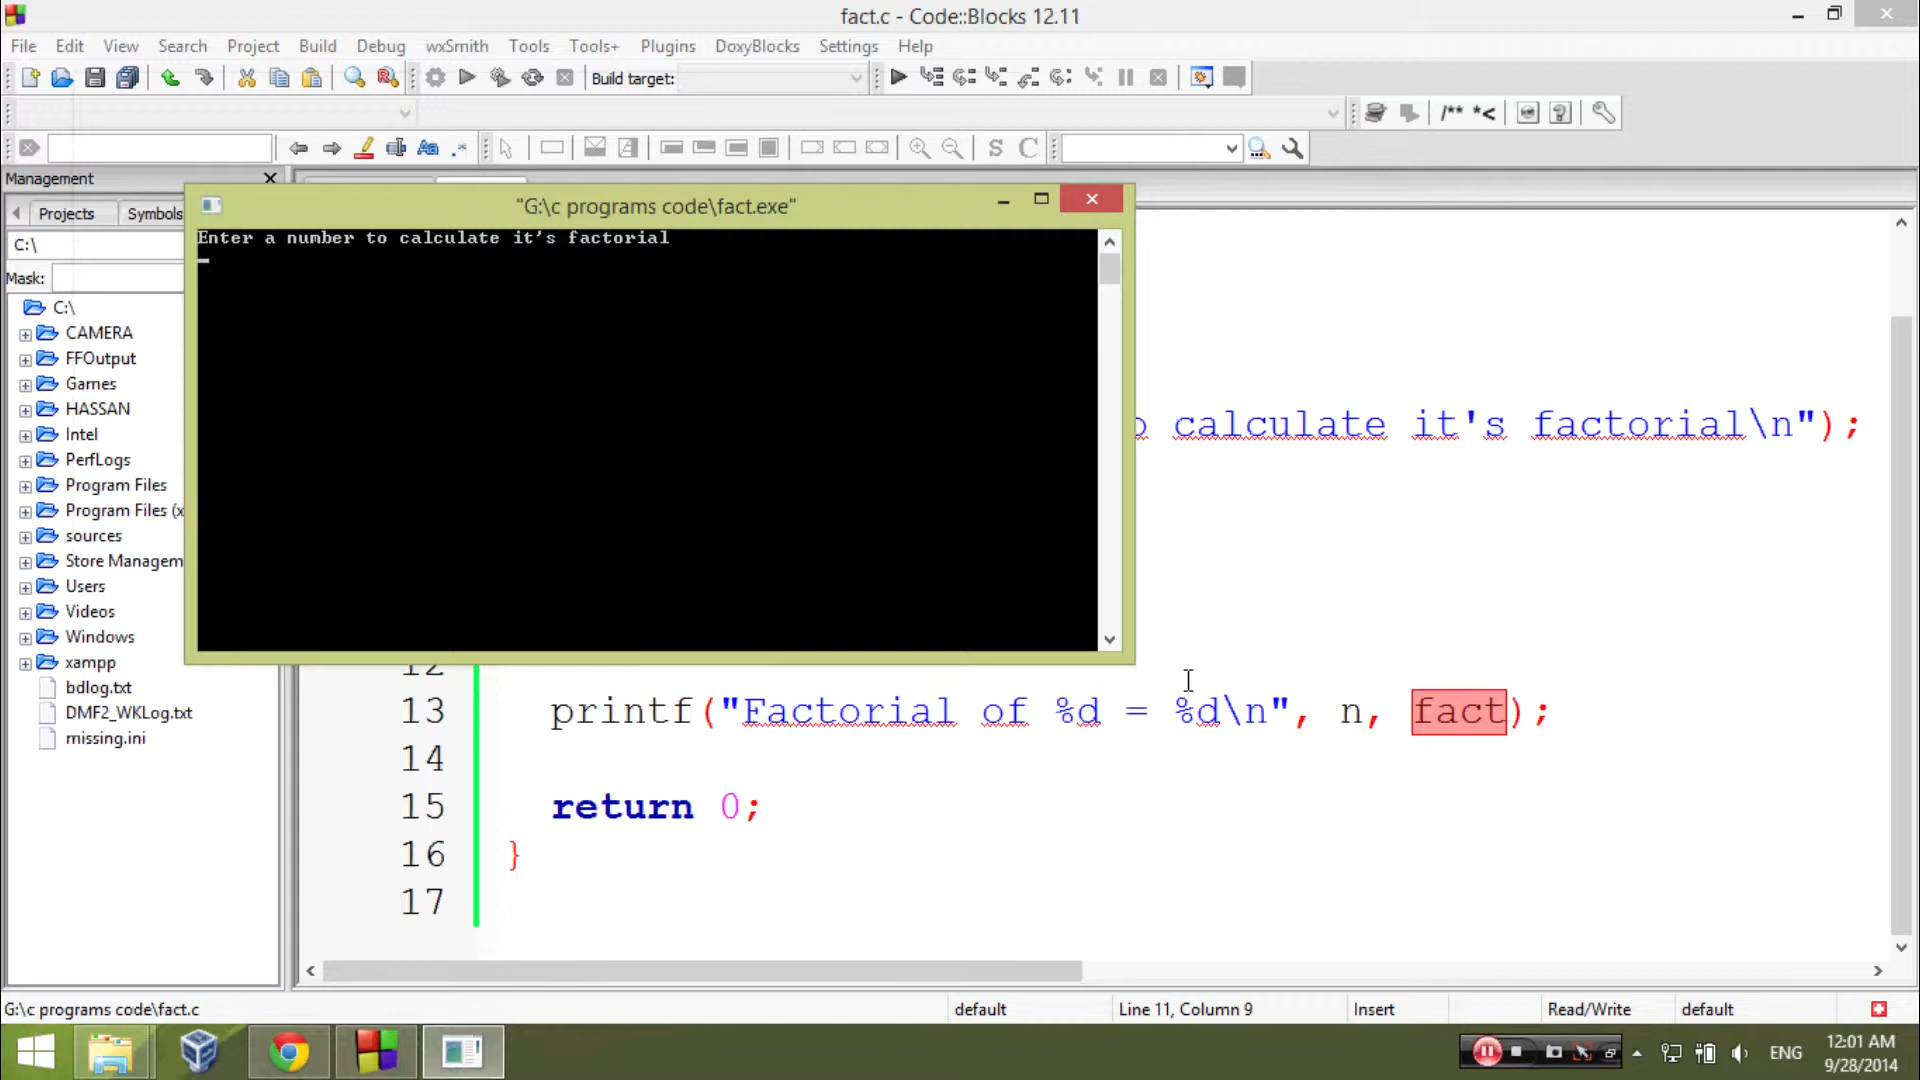 fact.c - Code::Blocks 12.11
File Edit View Search Project Build Debug wxSmith Tools Tools+ Plugins DoxyBlocks Settings Help
Build target:
/** *<
S C
Management
Projects Symbols
C:\
Mask:
C:\
CAMERA
FFOutput
Games
HASSAN
Intel
PerfLogs
Program Files
Program Files (x
sources
Store Managem
Users
Videos
Windows
xampp
bdlog.txt
DMF2_WKLog.txt
missing.ini
"G:\c programs code\fact.exe"
Enter a number to calculate it's factorial
calculate it's factorial\n");
12
13 printf("Factorial of %d = %d\n", n, fact);
14
15 return 0;
16 }
17
G:\c programs code\fact.c default Line 11, Column 9 Insert Read/Write default
ENG
12:01 AM
9/28/2014